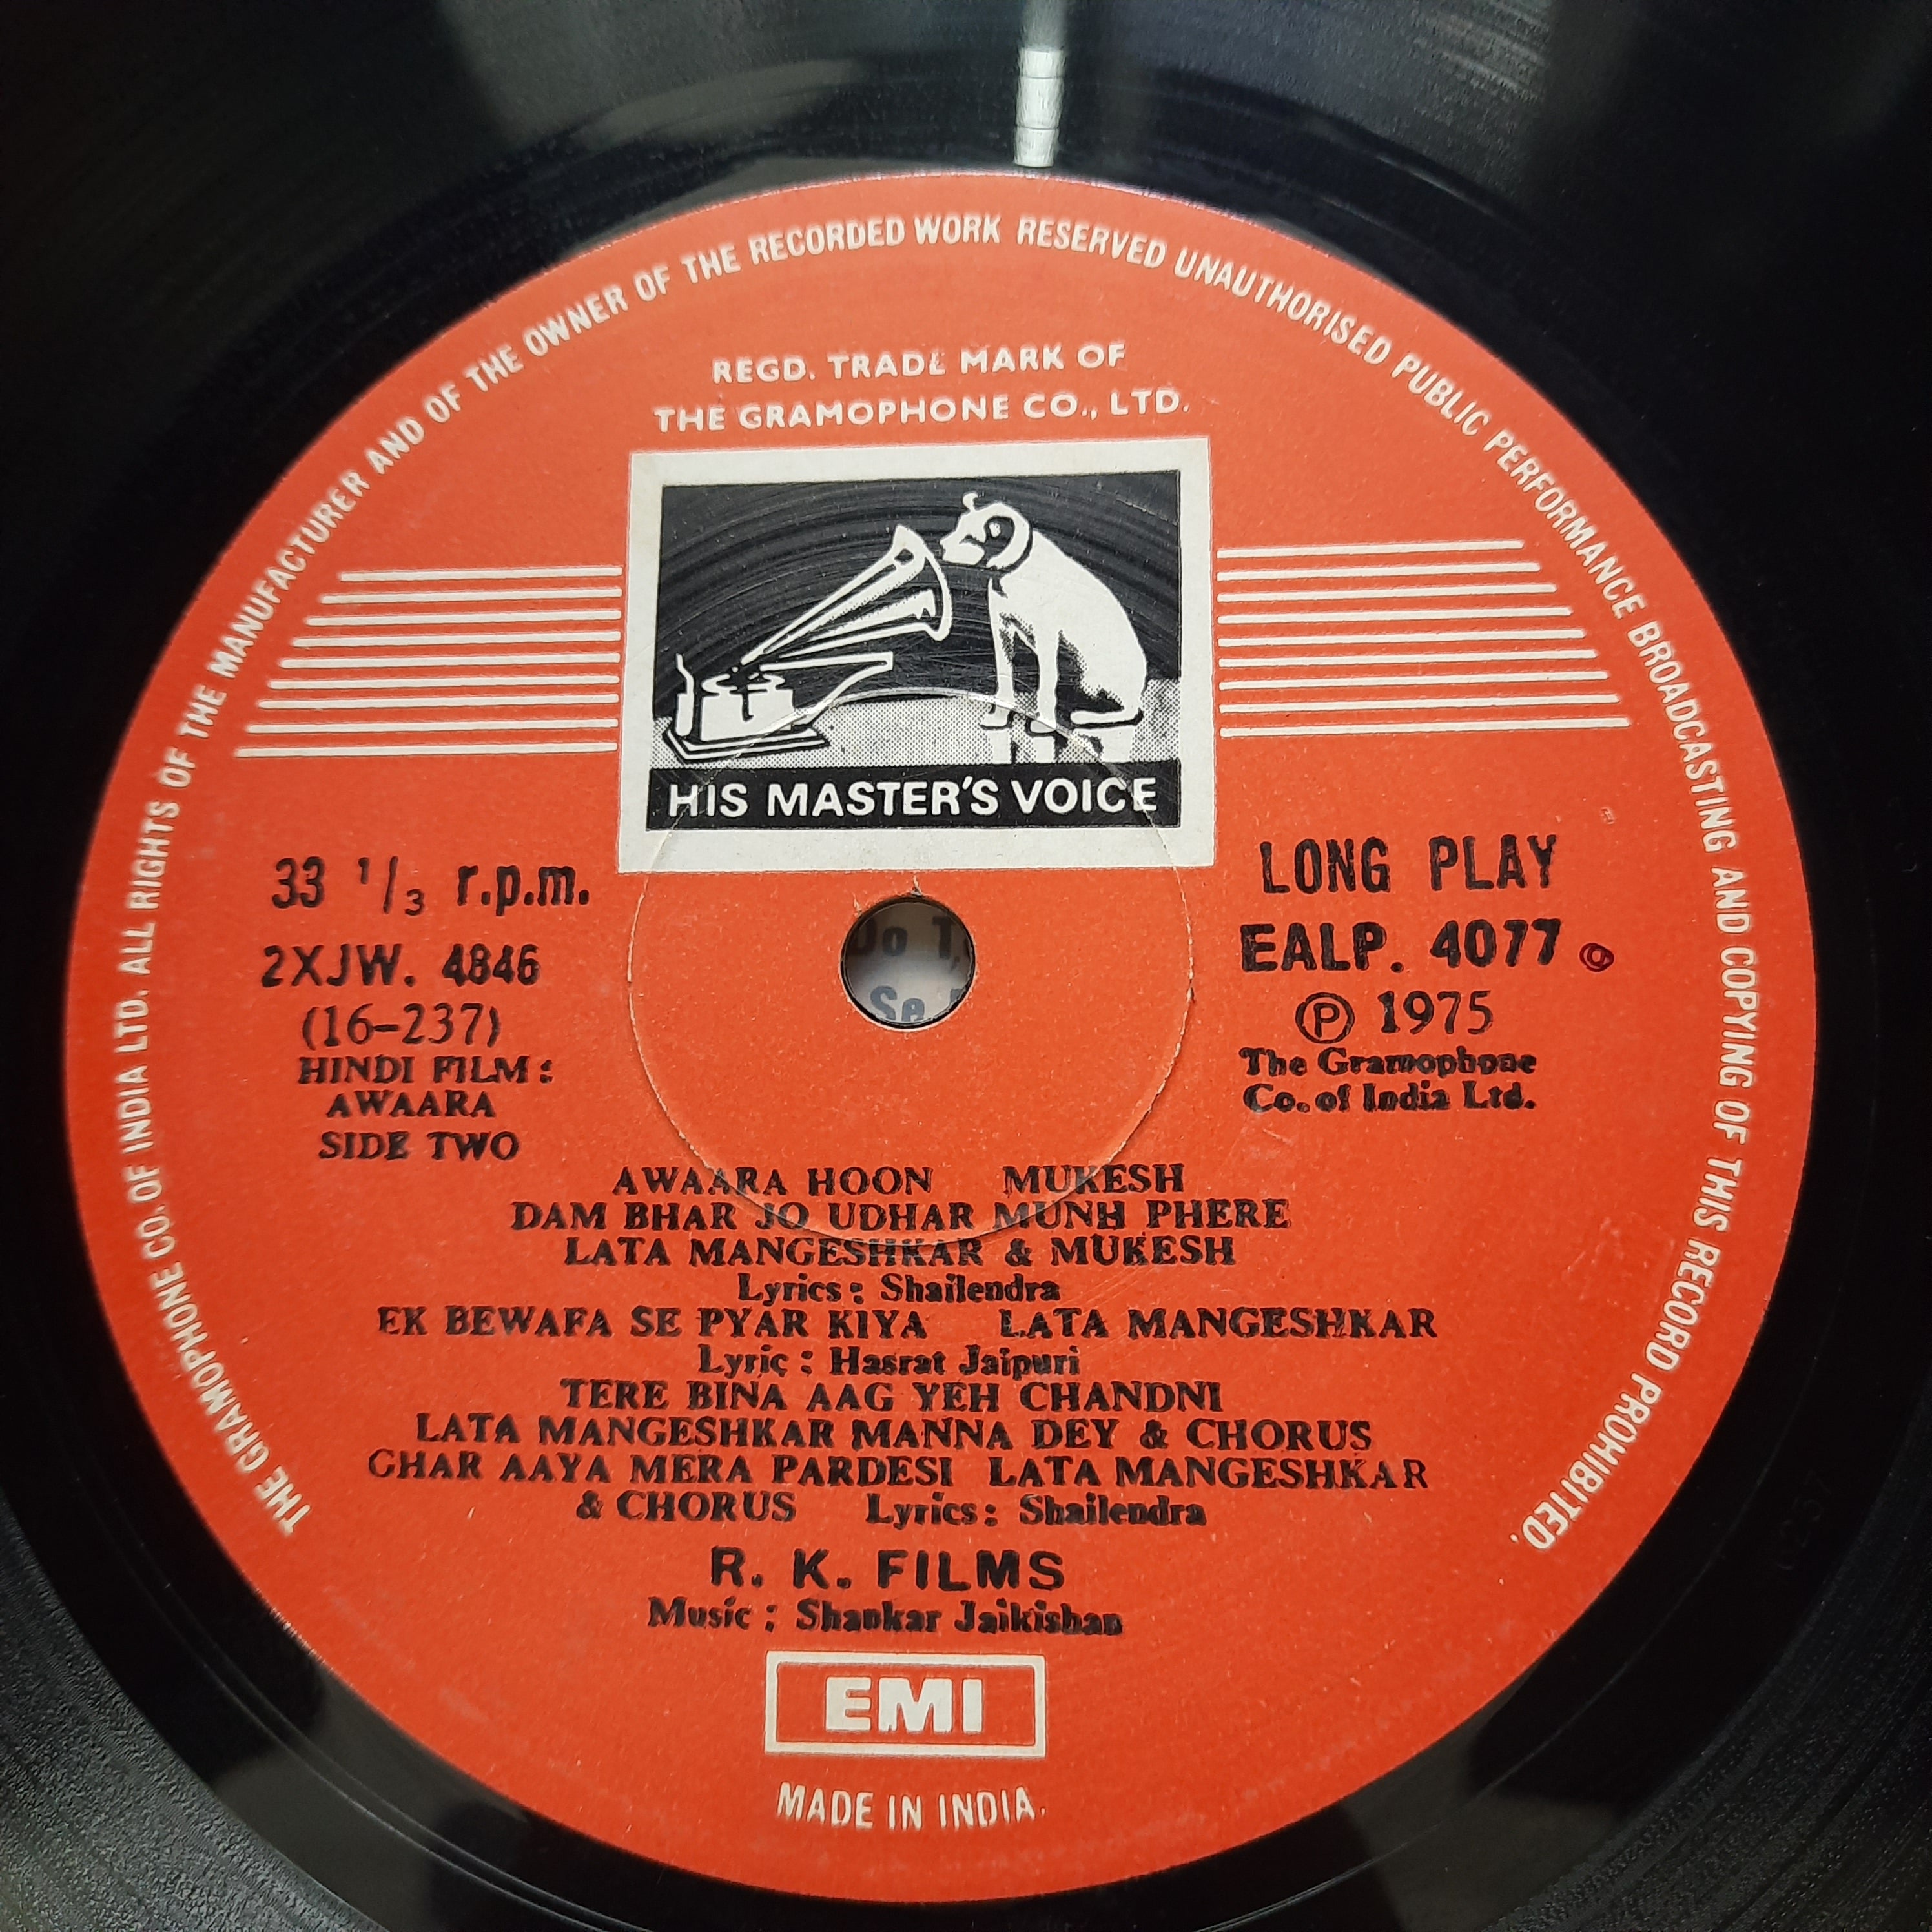 THE GRAMOPHONE CO. OF INDIA LTD. ALL RIGHTS OF THE MANUFACTURER AND OF THE OWNER OF THE RECORDED WORK RESERVED UNAUTHORISED PUBLIC PERFORMANCE BROADCASTING AND COPYING OF THIS RECORD PROHIBITED.
REGD. TRADE MARK OF
THE GRAMOPHONE CO., LTD.
HIS MASTER'S VOICE
33 1/3 r.p.m.
2XJW. 4846
(16-237)
HINDI FILM :
AWAARA
SIDE TWO
LONG PLAY
EALP. 4077
Ⓟ 1975
The Gramophone
Co. of India Ltd.
Do
Se
AWAARA HOON MUKESH
DAM BHAR JO UDHAR MUNH PHERE
LATA MANGESHKAR & MUKESH
Lyrics : Shailendra
EK BEWAFA SE PYAR KIYA LATA MANGESHKAR
Lyric : Hasrat Jaipuri
TERE BINA AAG YEH CHANDNI
LATA MANGESHKAR MANNA DEY & CHORUS
GHAR AAYA MERA PARDESI LATA MANGESHKAR
& CHORUS Lyrics : Shailendra
R. K. FILMS
Music : Shankar Jaikishan
EMI
MADE IN INDIA.